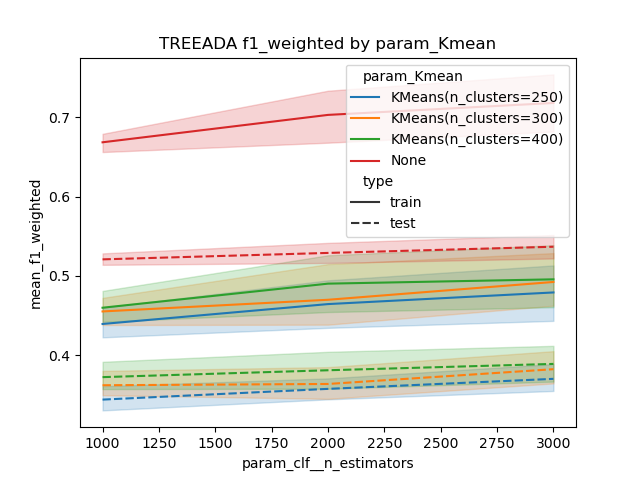 TREEADA f1_weighted by param_Kmean
mean_f1_weighted
0.7
0.6
0.5
0.4
param_Kmean
KMeans(n_clusters=250)
KMeans(n_clusters=300)
KMeans(n_clusters=400)
None
type
train
test
1000 1250 1500 1750 2000 2250 2500 2750 3000
param_clf__n_estimators